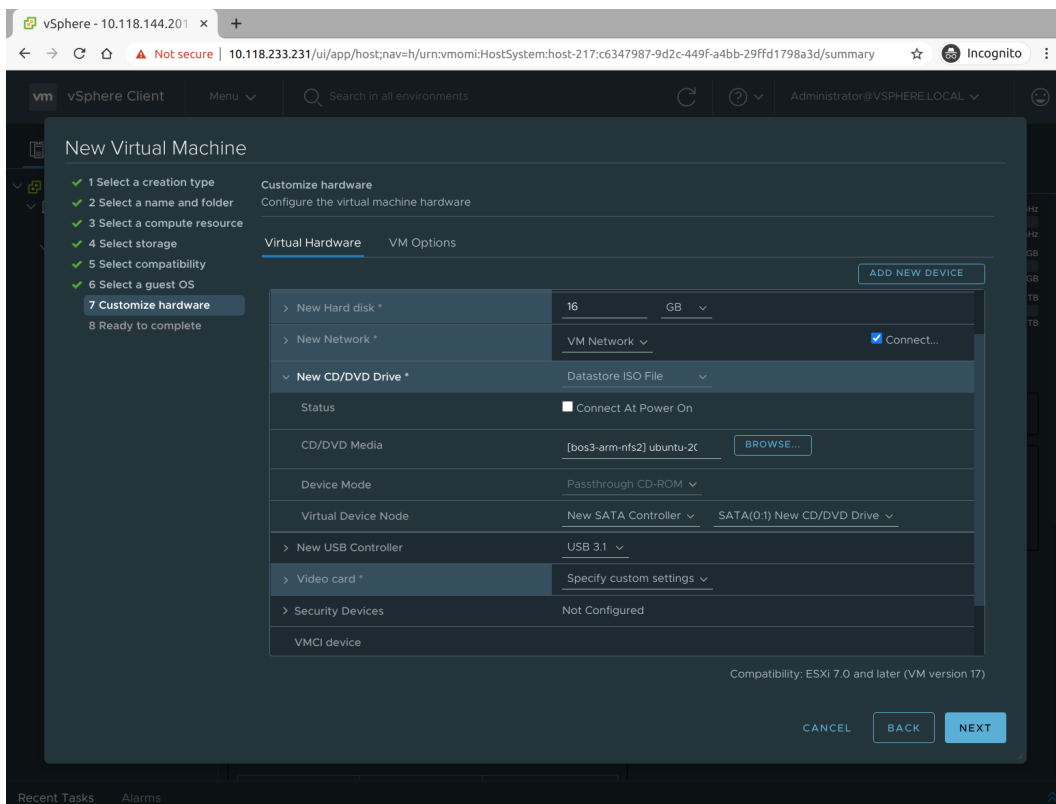 vSphere - 10.118.144.201 × +
Not secure | 10.118.233.231/ui/app/host;nav=h/urn:vmomi:HostSystem:host-217:c6347987-9d2c-449f-a4bb-29ffd1798a3d/summary Incognito
vm vSphere Client Menu Search in all environments Administrator@VSPHERE.LOCAL
New Virtual Machine
1 Select a creation type
2 Select a name and folder
3 Select a compute resource
4 Select storage
5 Select compatibility
6 Select a guest OS
7 Customize hardware
8 Ready to complete
Customize hardware
Configure the virtual machine hardware
Virtual Hardware VM Options
ADD NEW DEVICE
New Hard disk * 16 GB
New Network * VM Network Connect...
New CD/DVD Drive * Datastore ISO File
Status Connect At Power On
CD/DVD Media [bos3-arm-nfs2] ubuntu-20 BROWSE...
Device Mode Passthrough CD-ROM
Virtual Device Node New SATA Controller SATA(0:1) New CD/DVD Drive
New USB Controller USB 3.1
Video card * Specify custom settings
Security Devices Not Configured
VMCI device
Compatibility: ESXi 7.0 and later (VM version 17)
CANCEL BACK NEXT
Hz
Hz
GB
GB
TB
TB
Recent Tasks Alarms